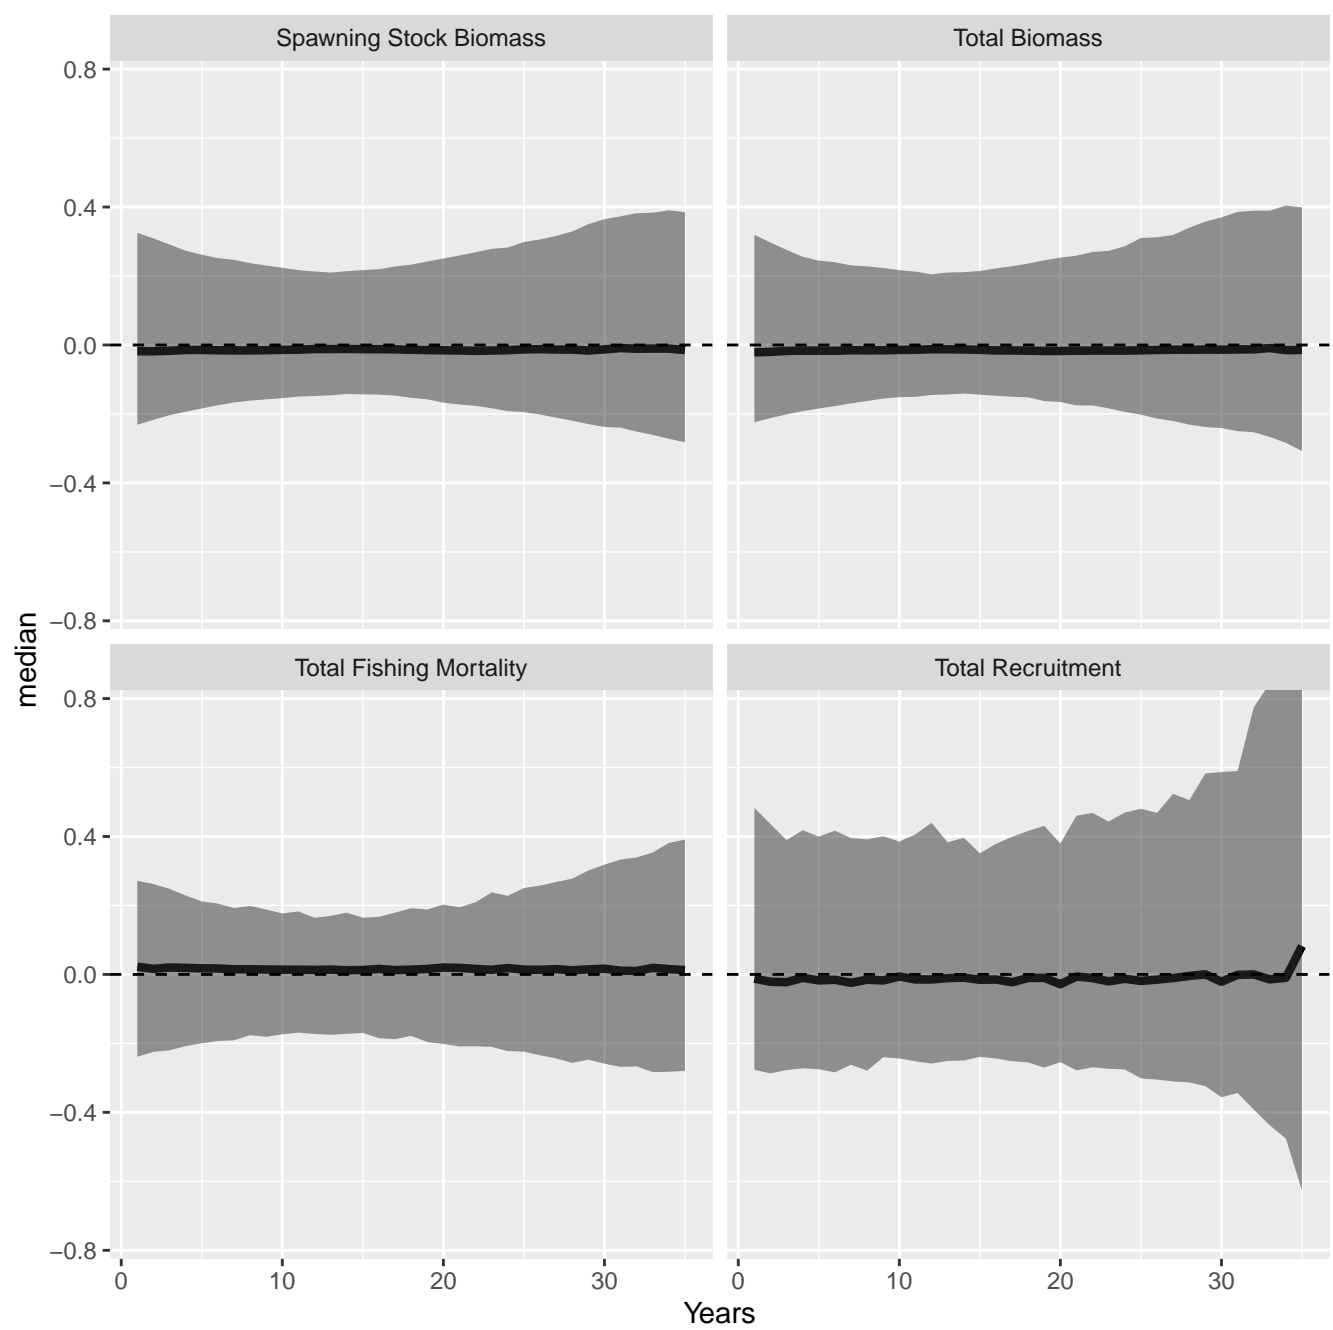 Spawning Stock Biomass
Total Biomass
0.8
0.4
0.0
−0.4
−0.8
median
Total Fishing Mortality
Total Recruitment
0.8
0.4
0.0
−0.4
−0.8
0 10 20 30
0 10 20 30
Years